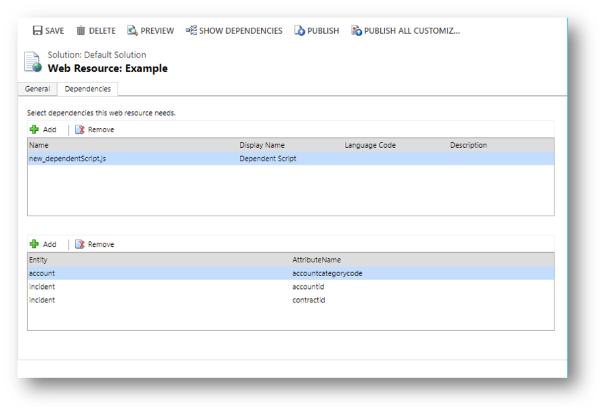 SAVE DELETE PREVIEW SHOW DEPENDENCIES PUBLISH PUBLISH ALL CUSTOMIZ...
Solution: Default Solution
Web Resource: Example
General Dependencies
Select dependencies this web resource needs.
Add Remove
Name Display Name Language Code Description
new_dependentScript.js Dependent Script
Add Remove
Entity AttributeName
account accountcategorycode
incident accountid
incident contractid